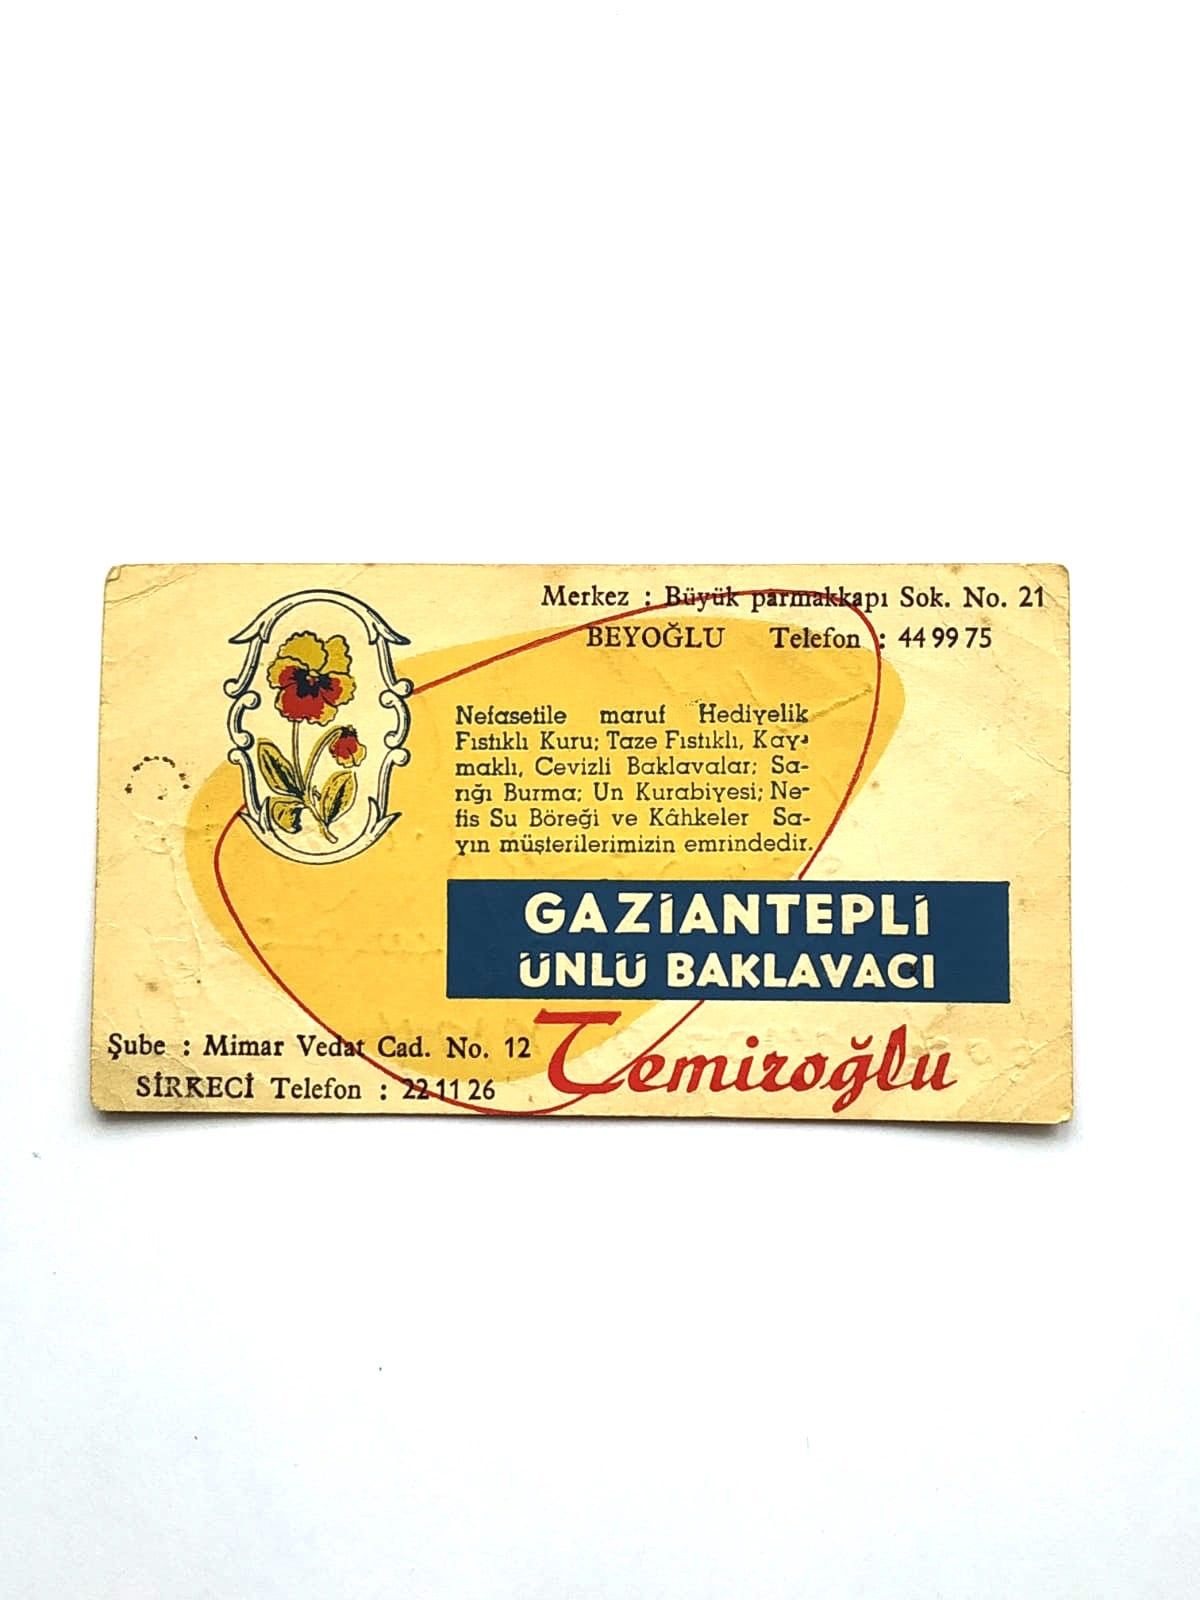 Merkez : Büyük parmakkapı Sok. No. 21
BEYOĞLU Telefon : 44 99 75
Nefasetile maruf Hediyelik
Fıstıklı Kuru; Taze Fıstıklı, Kay-
maklı, Cevizli Baklavalar; Sa-
rığı Burma; Un Kurabiyesi; Ne-
fis Su Böreği ve Kâhkeler Sa-
yın müşterilerimizin emrindedir.
GAZİANTEPLİ
ÜNLÜ BAKLAVACI
Temiroğlu
Şube : Mimar Vedat Cad. No. 12
SİRKECİ Telefon : 22 11 26